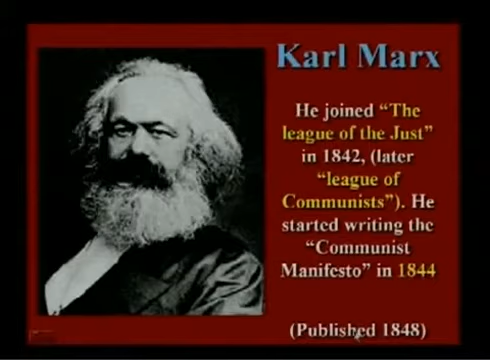 Karl Marx
He joined “The
league of the Just”
in 1842, (later
“league of
Communists”). He
started writing the
“Communist
Manifesto” in 1844
(Published 1848)